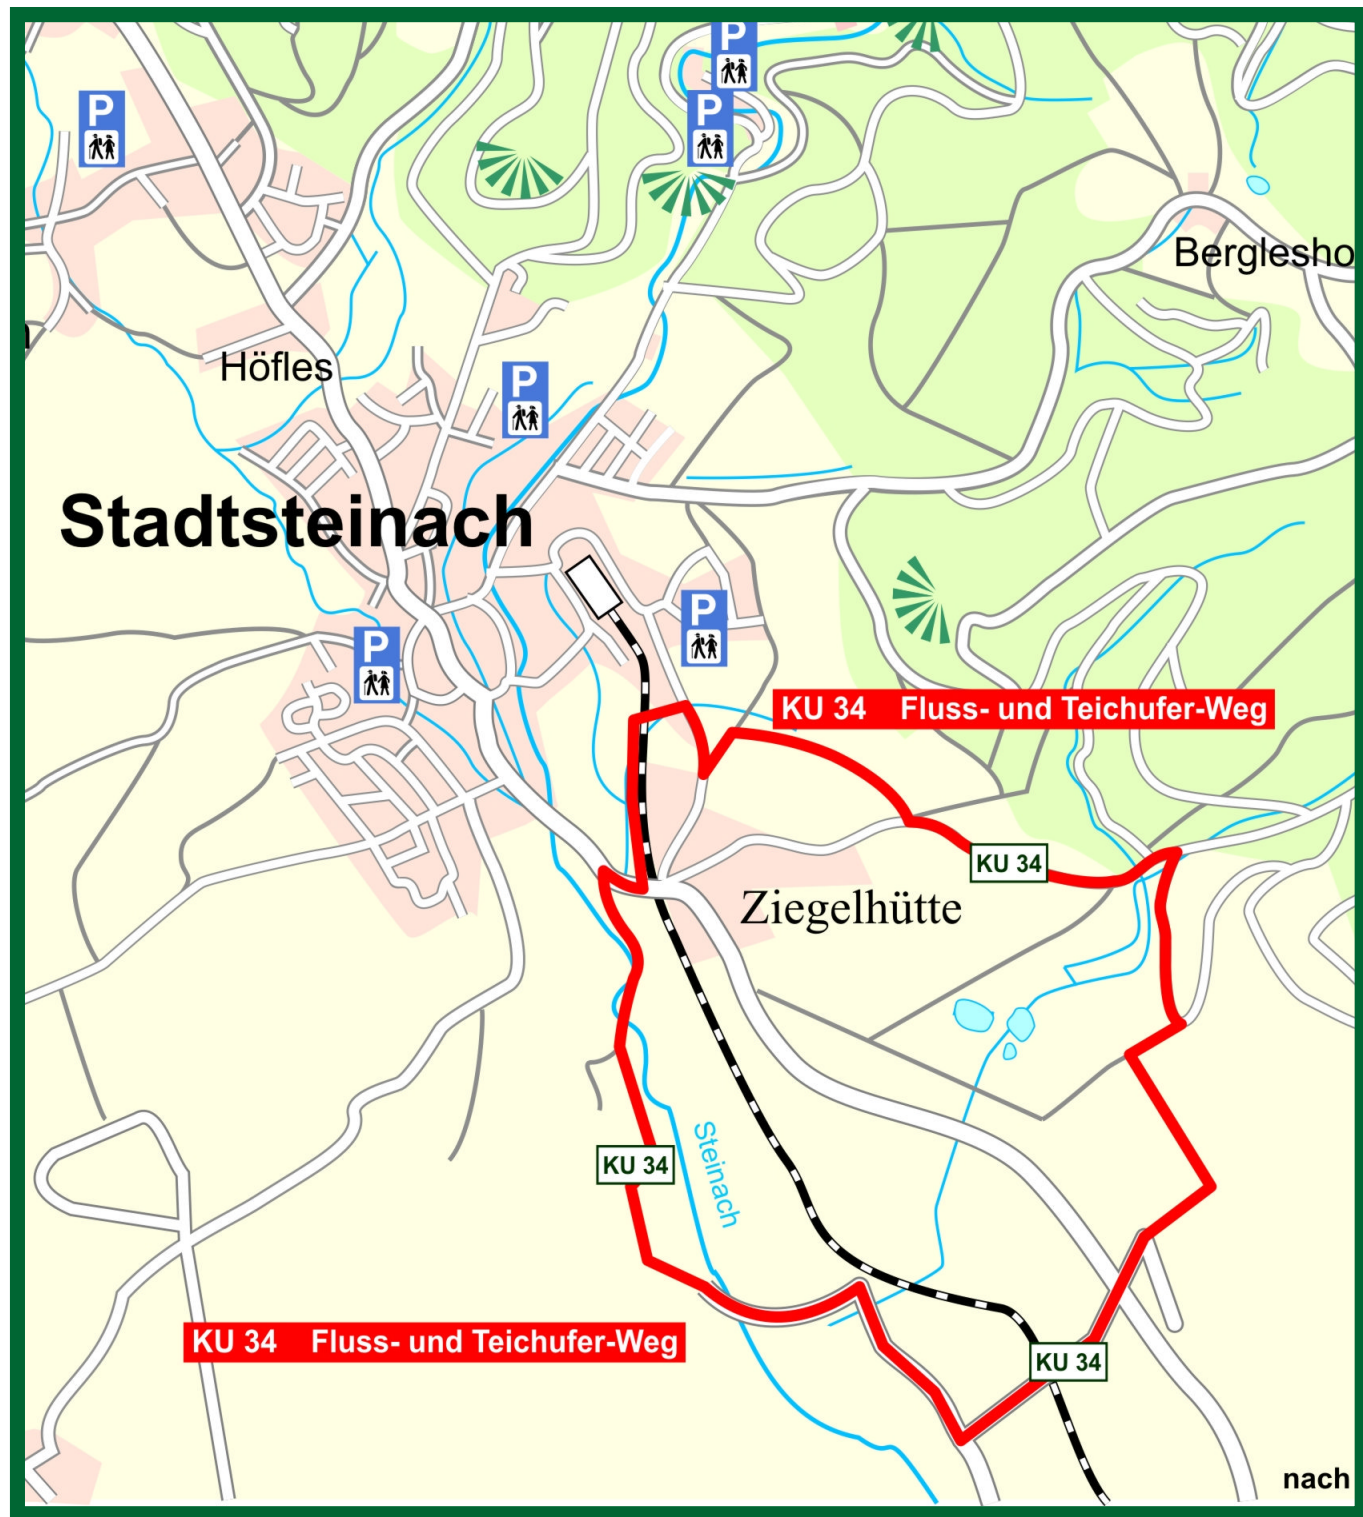 P
P
P
Berglesho
Höfles
P
Stadtsteinach
P
P
KU 34 Fluss- und Teichufer-Weg
KU 34
Ziegelhütte
Steinach
KU 34
KU 34 Fluss- und Teichufer-Weg
KU 34
nach